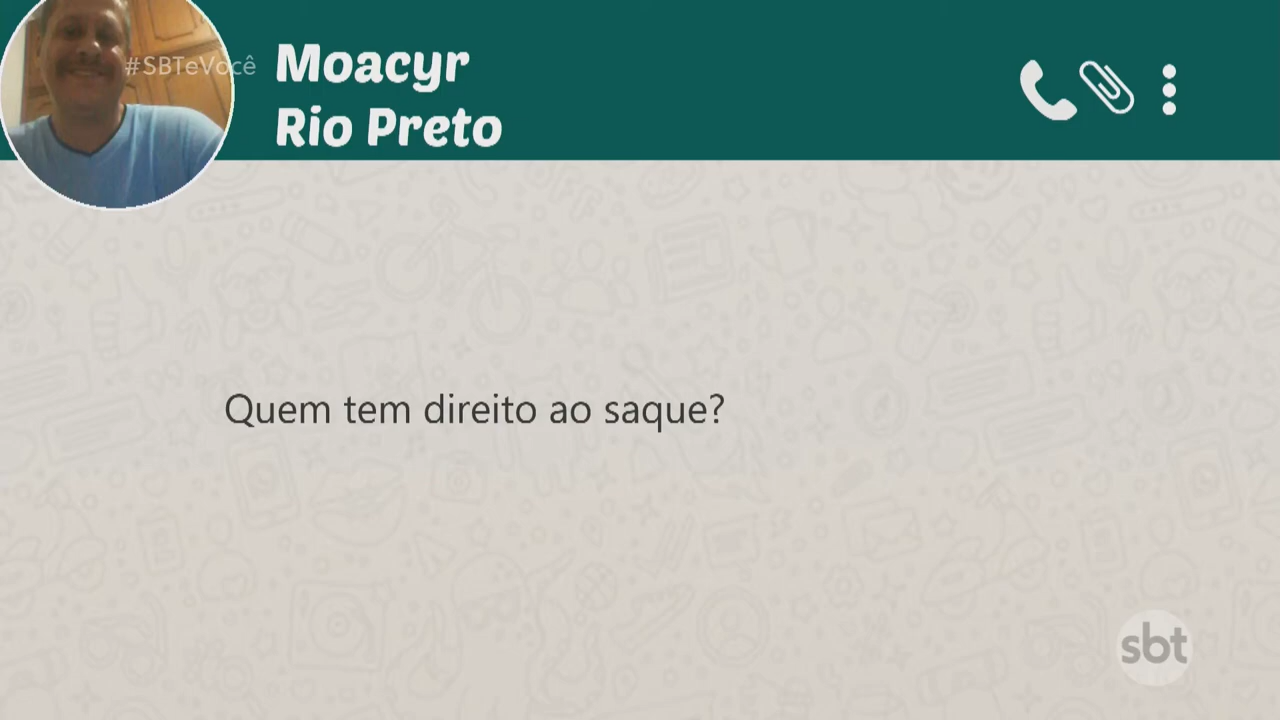 #SBTeVocê
Moacyr
Rio Preto
Quem tem direito ao saque?
sbt